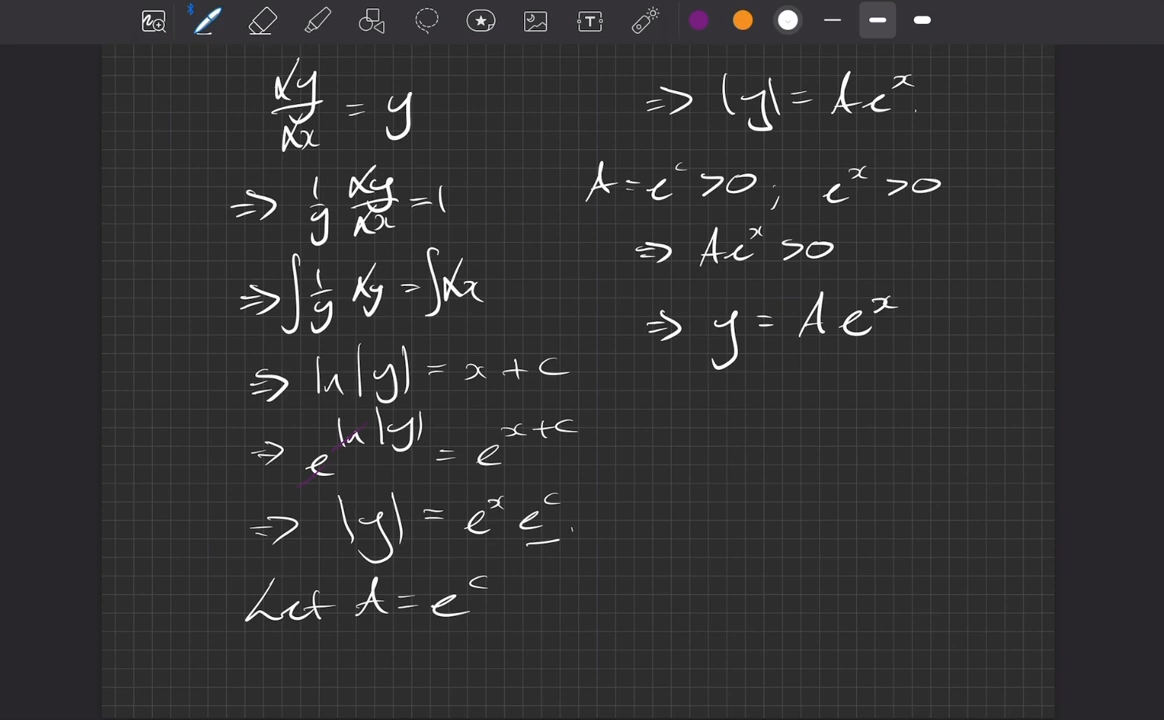 dy/dx = y
⇒ 1/y dy/dx = 1
⇒ ∫ 1/y dy = ∫ dx
⇒ ln|y| = x + c
⇒ e^{ln|y|} = e^{x+c}
⇒ |y| = e^x e^c.
Let A = e^c
⇒ |y| = Ae^x.
A = e^c > 0 ; e^x > 0
⇒ Ae^x > 0
⇒ y = Ae^x